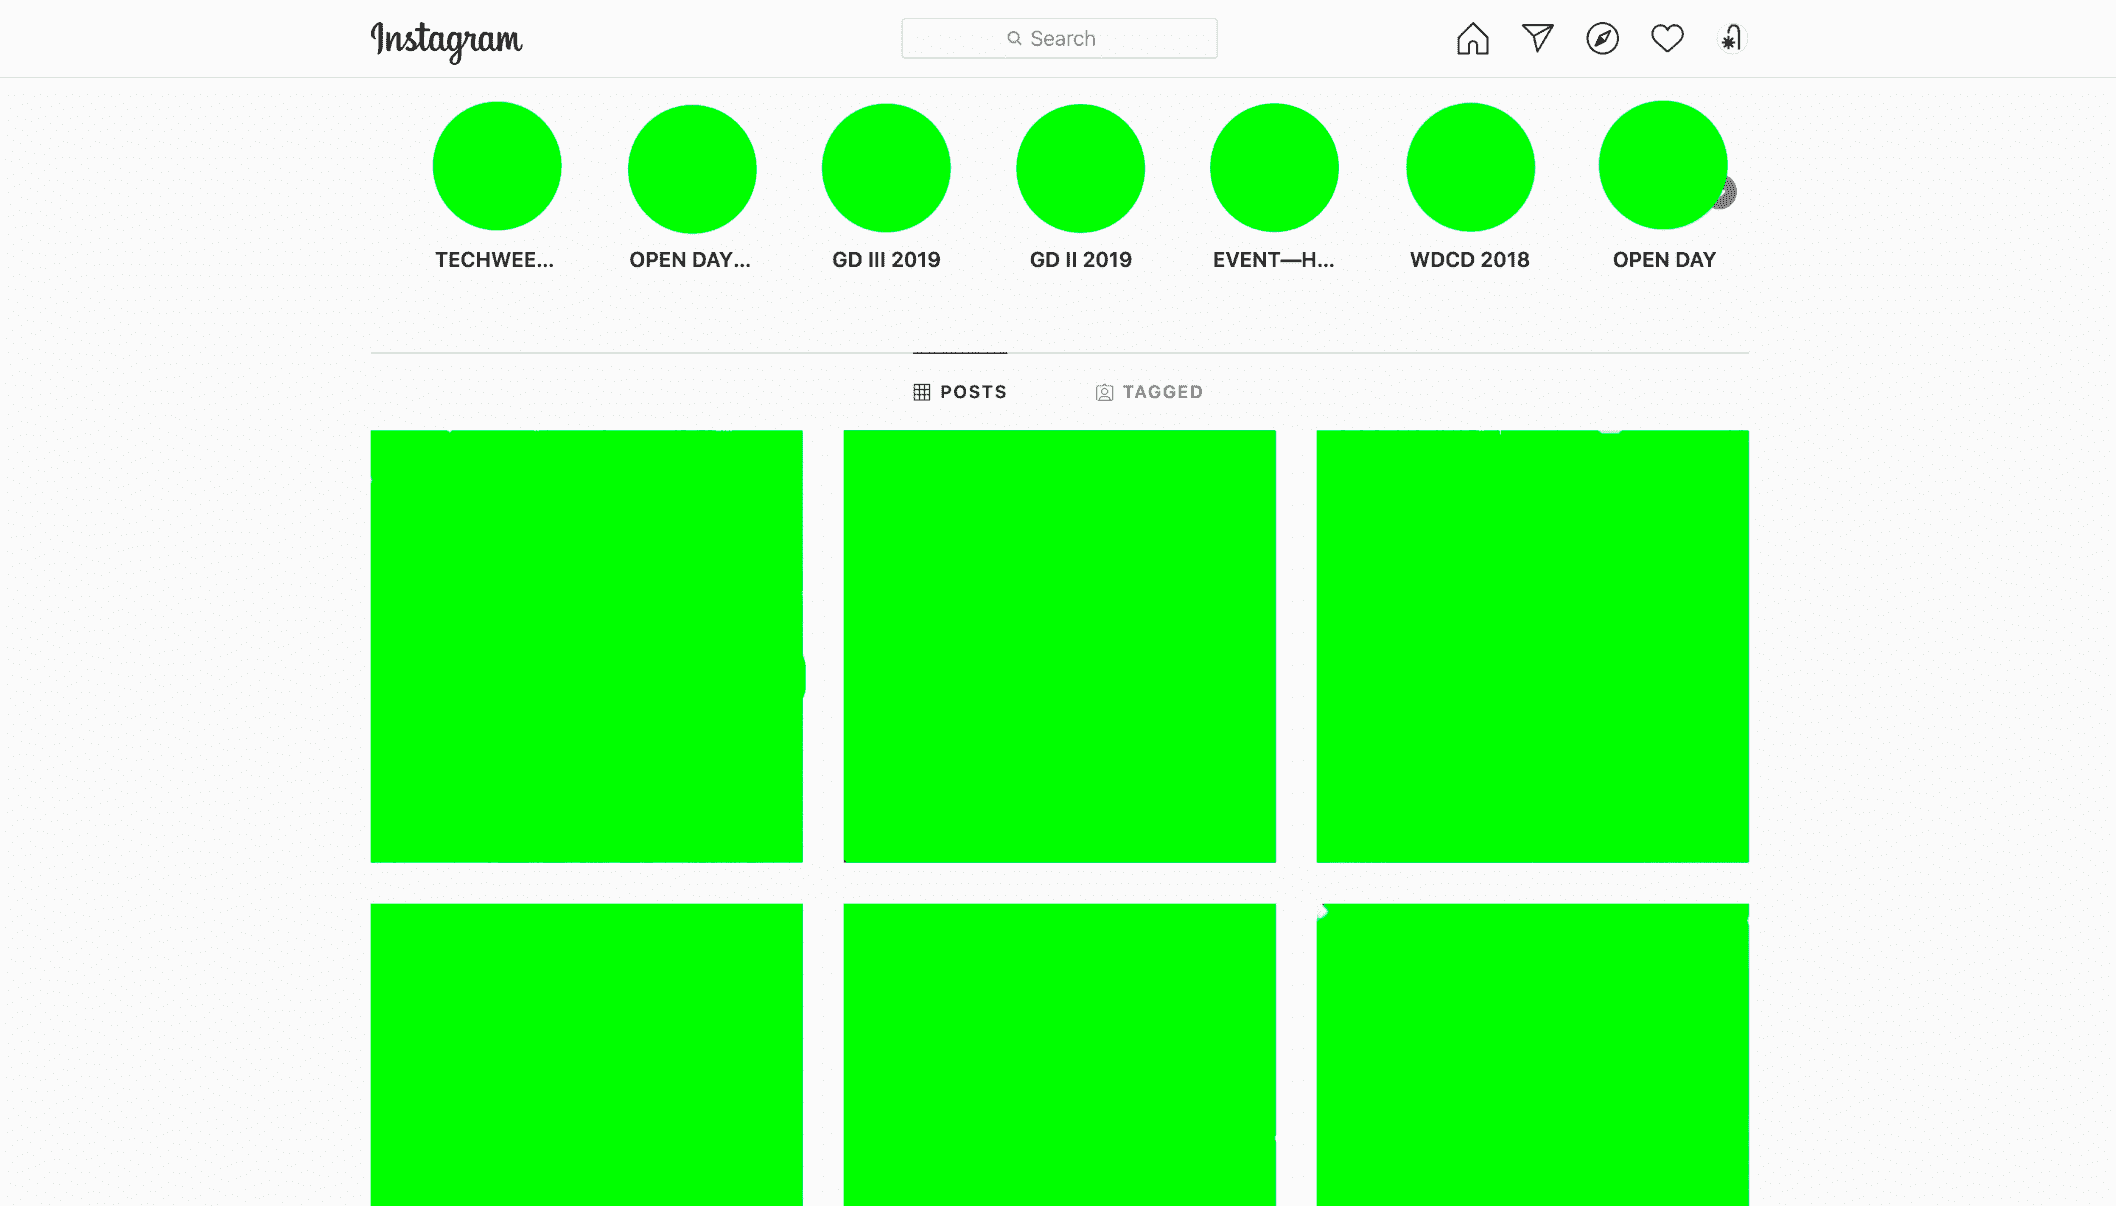 Instagram
Search
TECHWEE... OPEN DAY... GD III 2019 GD II 2019 EVENT—H... WDCD 2018 OPEN DAY
POSTS TAGGED